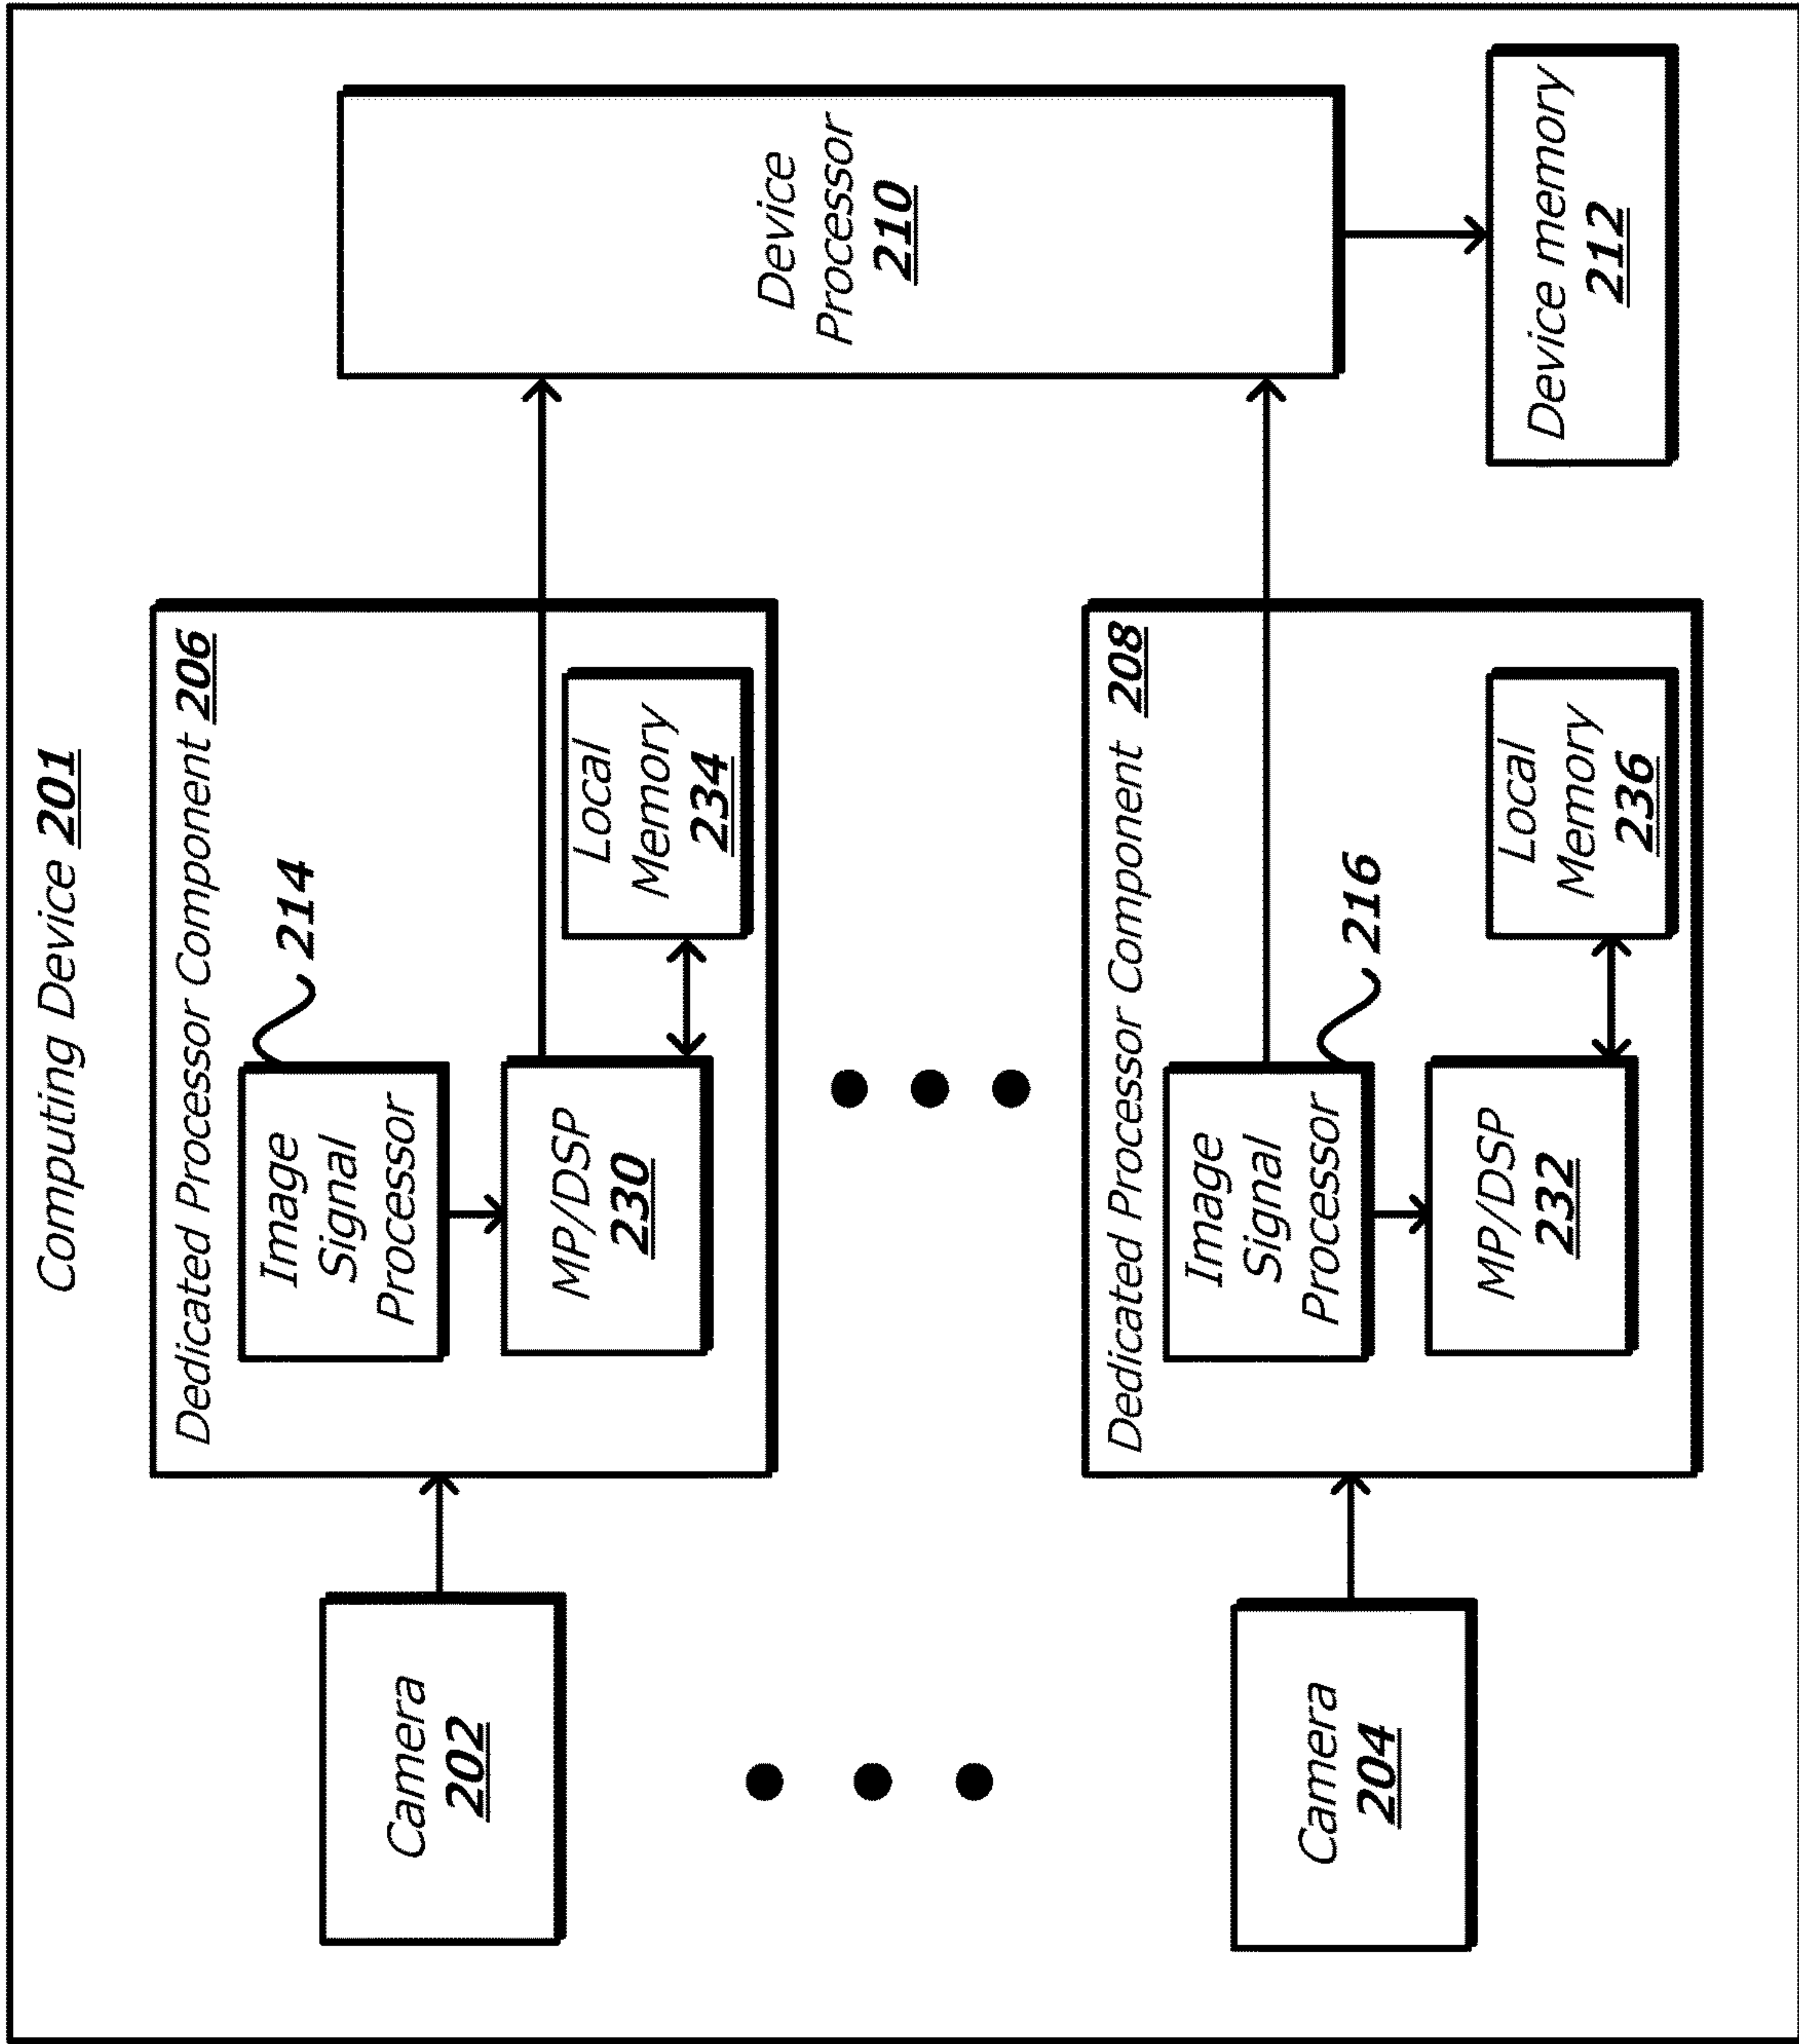 Computing Device 201
Dedicated Processor Component 206
214
Image
Signal
Processor
MP/DSP
230
Local
Memory
234
Camera
202
Device
Processor
210
Dedicated Processor Component 208
216
Image
Signal
Processor
MP/DSP
232
Local
Memory
236
Camera
204
Device memory
212